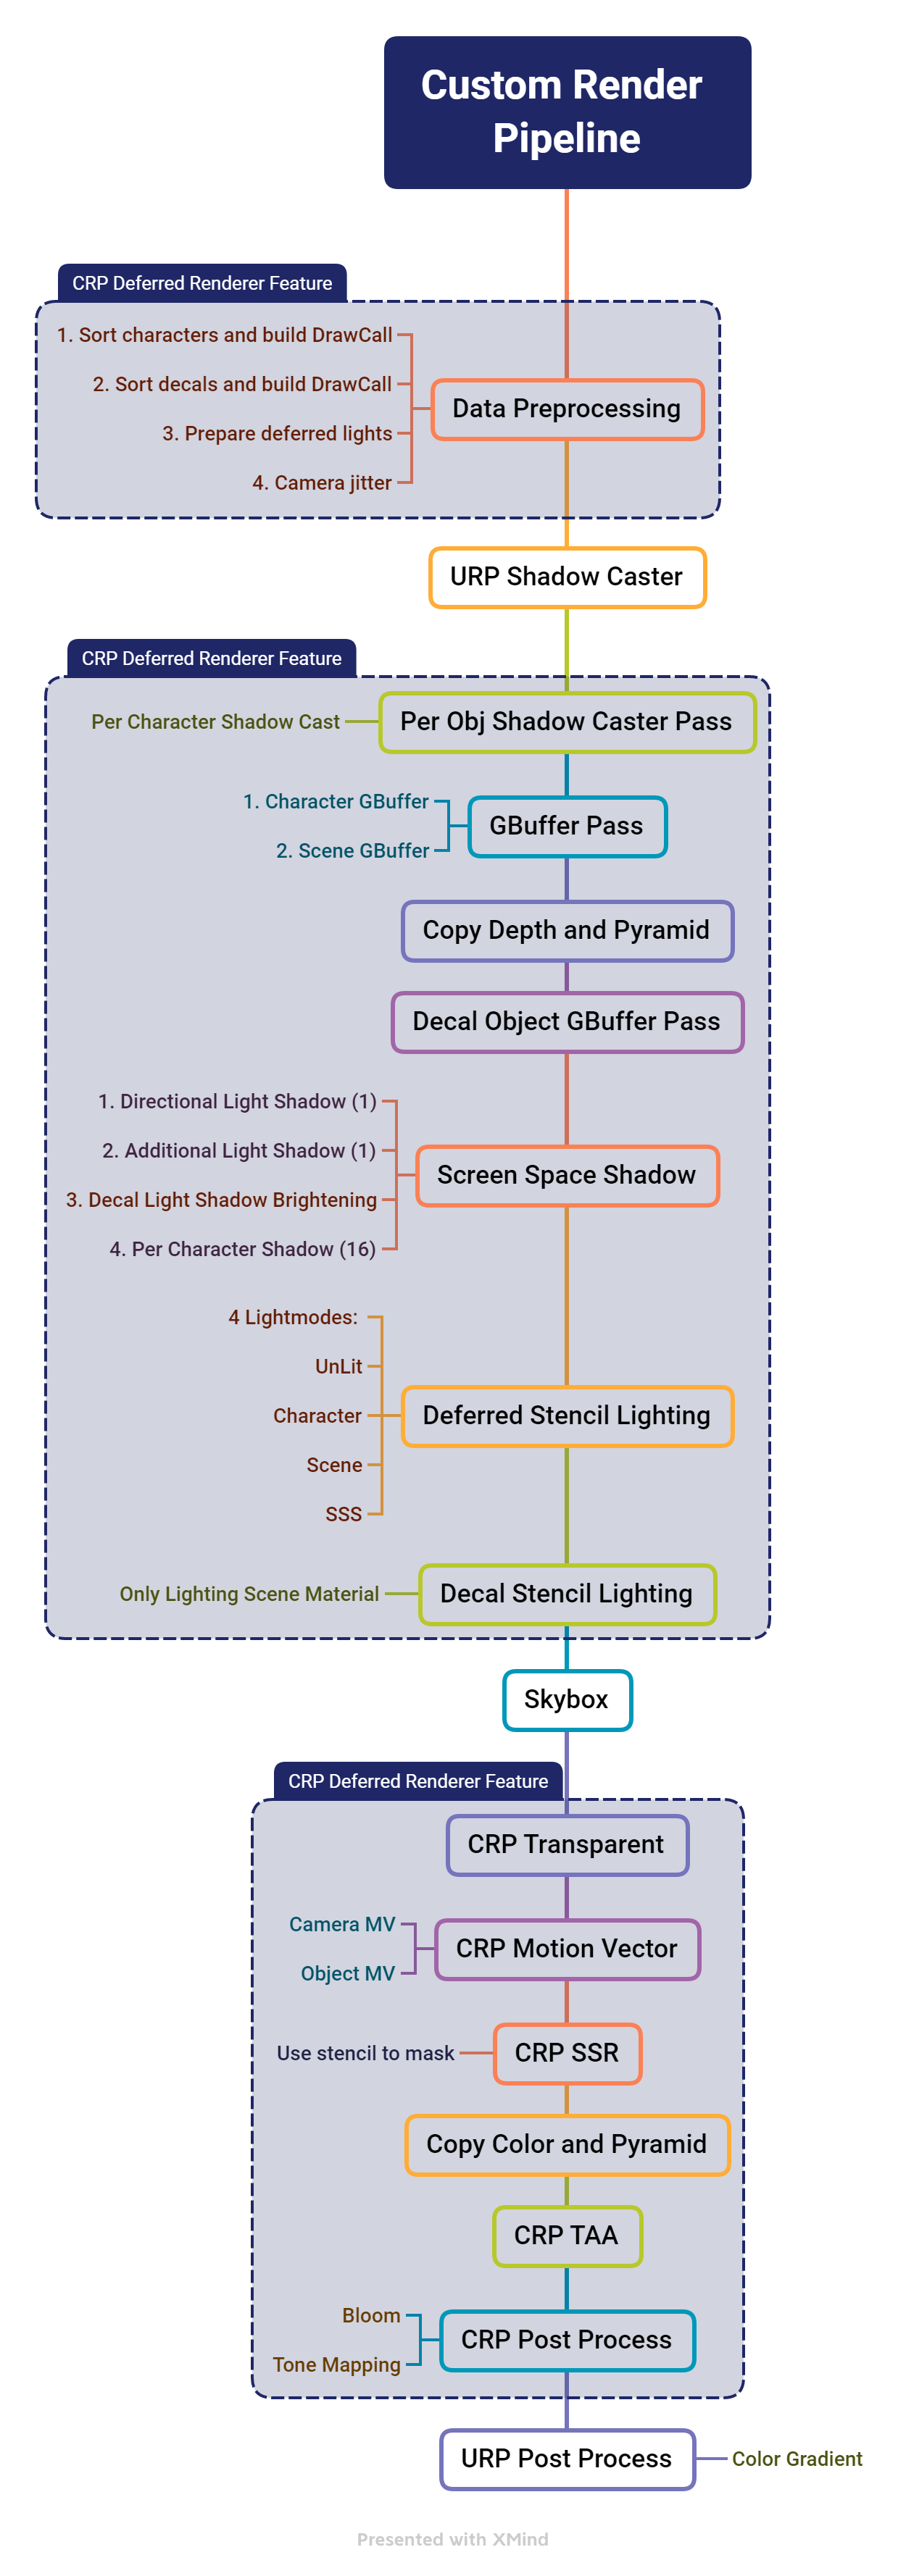 Custom Render
Pipeline
CRP Deferred Renderer Feature
1. Sort characters and build DrawCall
2. Sort decals and build DrawCall
3. Prepare deferred lights
4. Camera jitter
Data Preprocessing
URP Shadow Caster
CRP Deferred Renderer Feature
Per Character Shadow Cast
Per Obj Shadow Caster Pass
1. Character GBuffer
2. Scene GBuffer
GBuffer Pass
Copy Depth and Pyramid
Decal Object GBuffer Pass
1. Directional Light Shadow (1)
2. Additional Light Shadow (1)
3. Decal Light Shadow Brightening
4. Per Character Shadow (16)
Screen Space Shadow
4 Lightmodes:
UnLit
Character
Scene
SSS
Deferred Stencil Lighting
Only Lighting Scene Material
Decal Stencil Lighting
Skybox
CRP Deferred Renderer Feature
CRP Transparent
Camera MV
Object MV
CRP Motion Vector
Use stencil to mask
CRP SSR
Copy Color and Pyramid
CRP TAA
Bloom
Tone Mapping
CRP Post Process
URP Post Process
Color Gradient
Presented with XMind